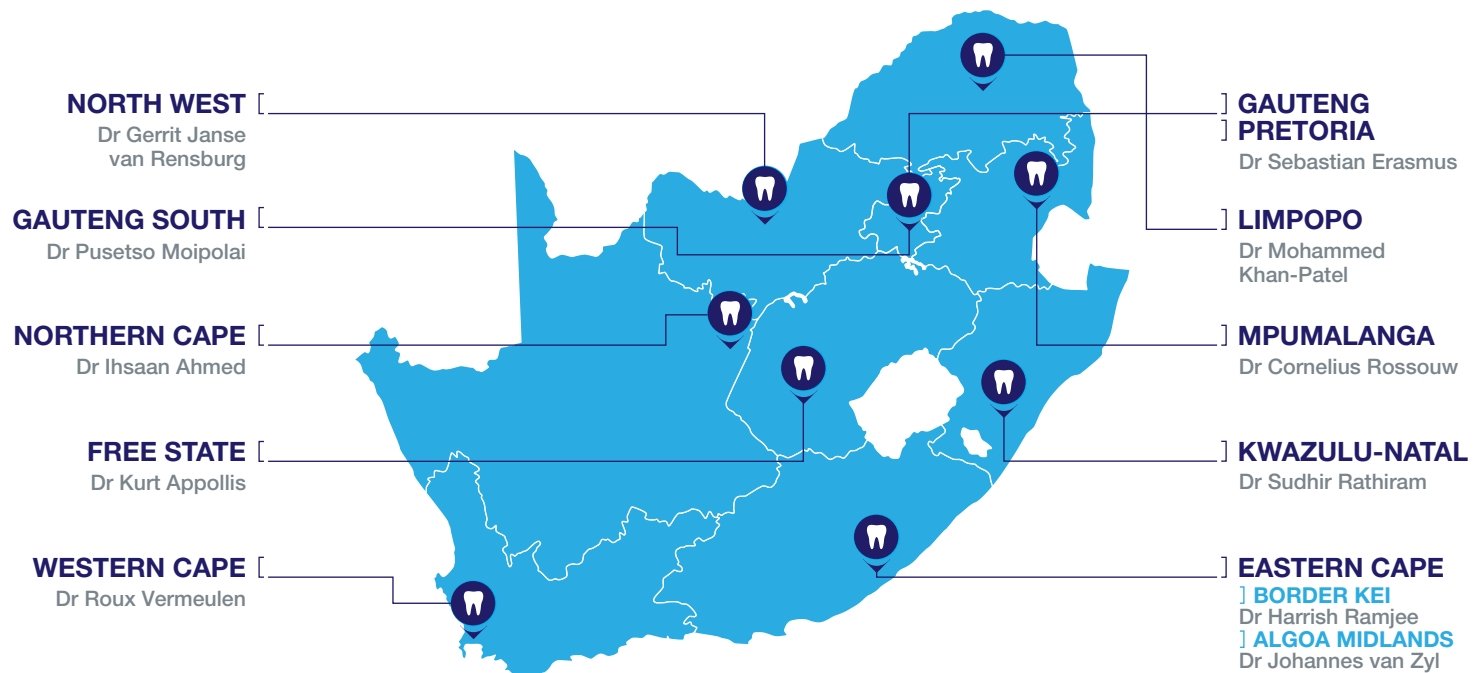 NORTH WEST
Dr Gerrit Janse
van Rensburg
GAUTENG SOUTH
Dr Pusetso Moipolai
NORTHERN CAPE
Dr Ihsaan Ahmed
FREE STATE
Dr Kurt Appollis
WESTERN CAPE
Dr Roux Vermeulen
GAUTENG
PRETORIA
Dr Sebastian Erasmus
LIMPOPO
Dr Mohammed
Khan-Patel
MPUMALANGA
Dr Cornelius Rossouw
KWAZULU-NATAL
Dr Sudhir Rathiram
EASTERN CAPE
BORDER KEI
Dr Harrish Ramjee
ALGOA MIDLANDS
Dr Johannes van Zyl